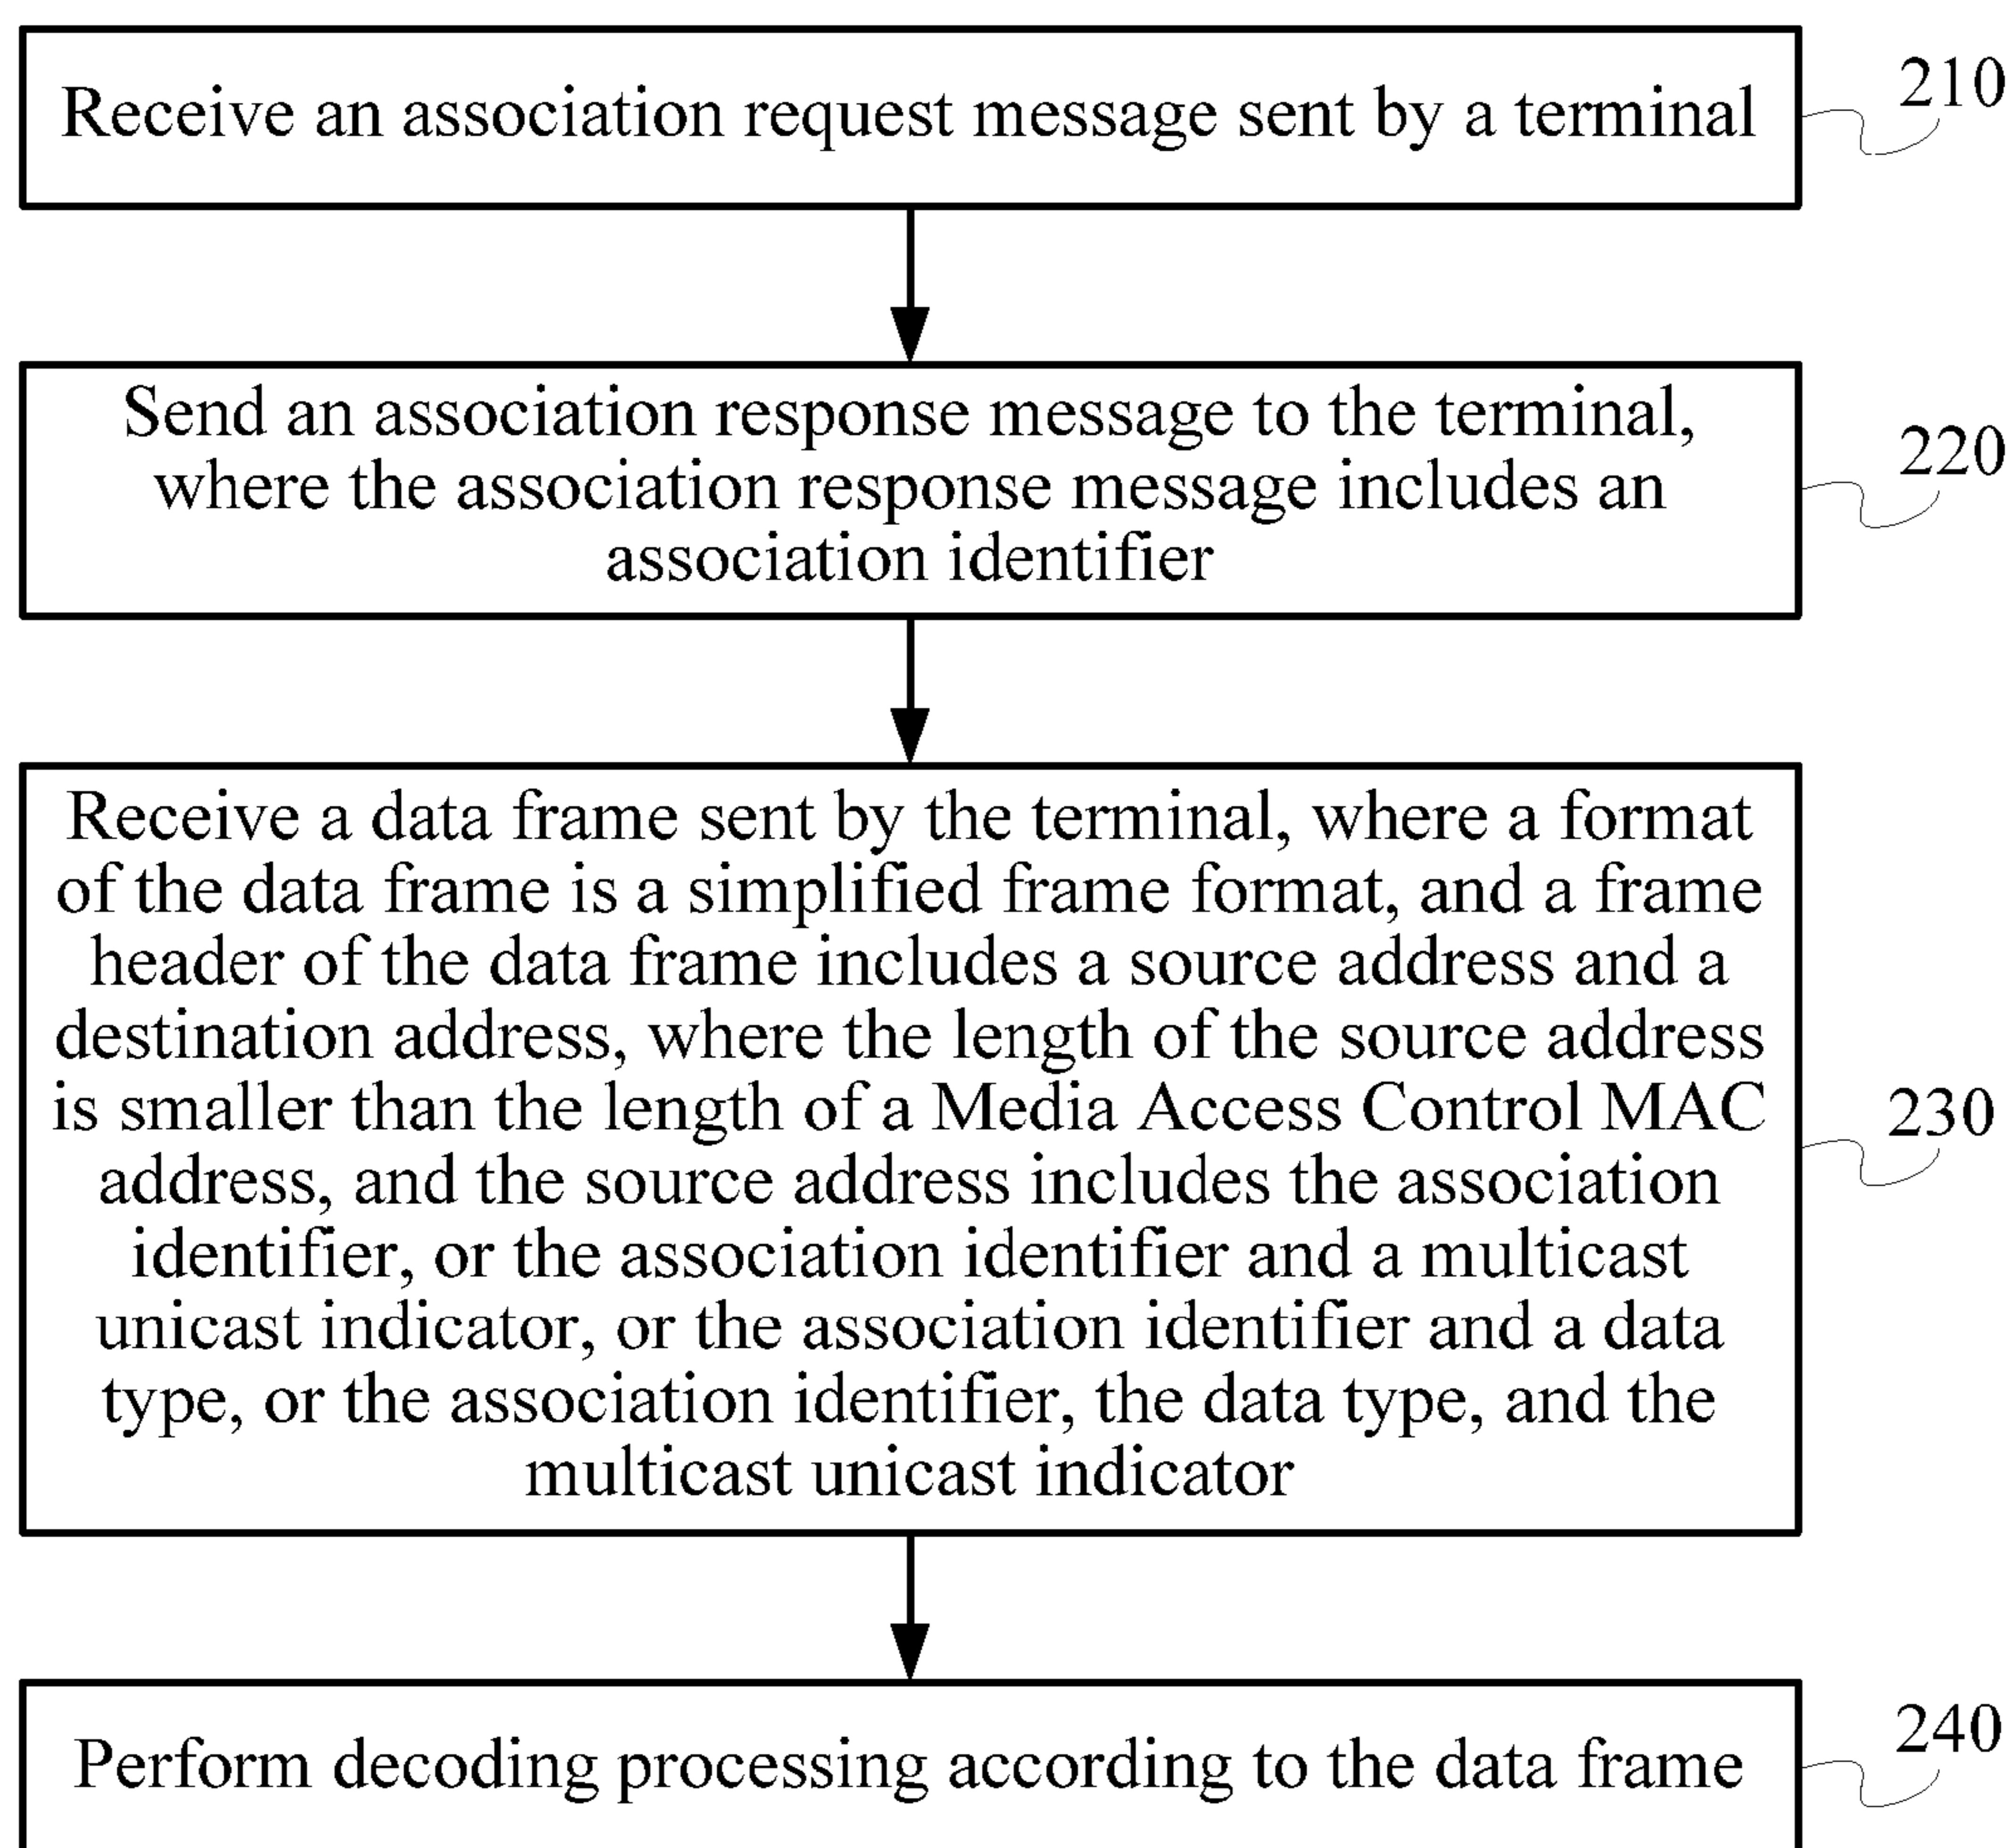 Receive an association request message sent by a terminal
210
Send an association response message to the terminal,
where the association response message includes an
association identifier
220
Receive a data frame sent by the terminal, where a format
of the data frame is a simplified frame format, and a frame
header of the data frame includes a source address and a
destination address, where the length of the source address
is smaller than the length of a Media Access Control MAC
address, and the source address includes the association
identifier, or the association identifier and a multicast
unicast indicator, or the association identifier and a data
type, or the association identifier, the data type, and the
multicast unicast indicator
230
Perform decoding processing according to the data frame
240